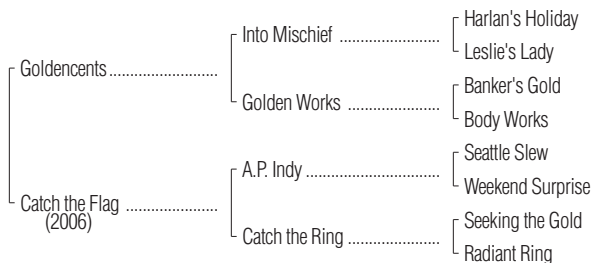 Harlan's Holiday
Into Mischief ........................
Leslie's Lady
Goldencents..........................
Banker's Gold
Golden Works ......................
Body Works
Seattle Slew
A.P. Indy ................................
Weekend Surprise
Catch the Flag ......................
(2006)
Seeking the Gold
Catch the Ring ......................
Radiant Ring